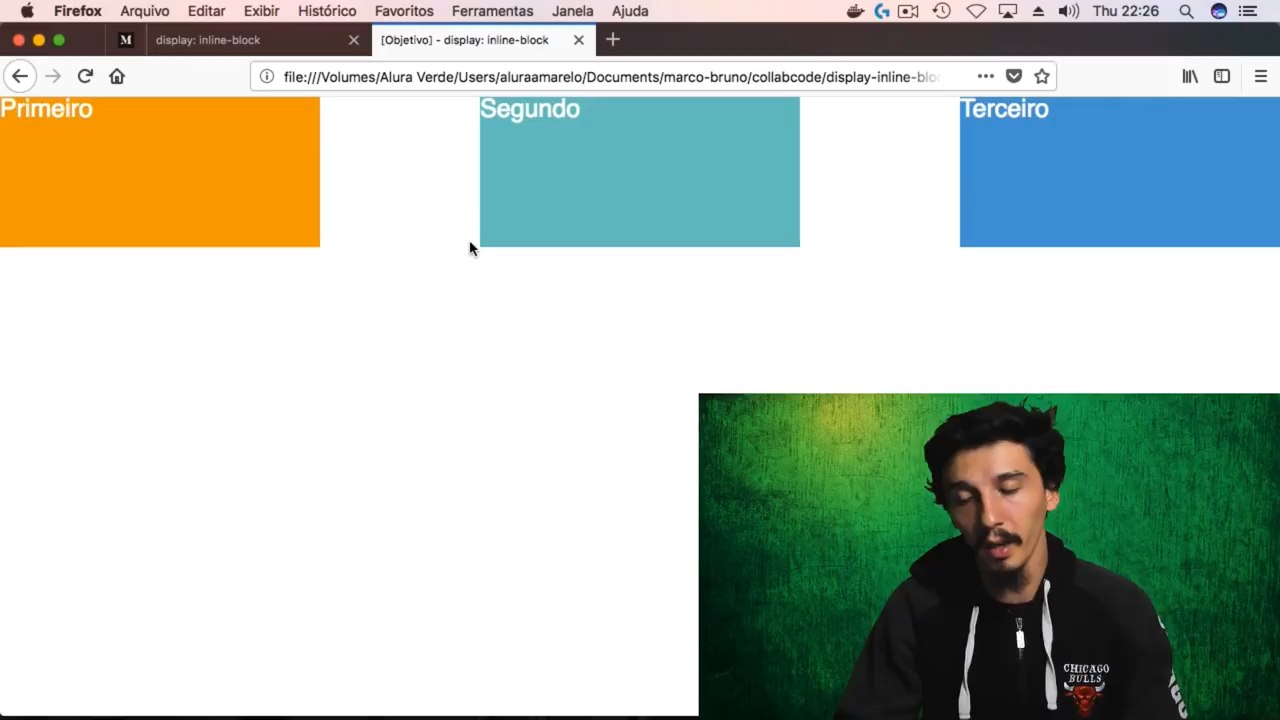 Firefox Arquivo Editar Exibir Histórico Favoritos Ferramentas Janela Ajuda Thu 22:26
M display: inline-block [Objetivo] - display: inline-block
file:///Volumes/Alura Verde/Users/aluraamarelo/Documents/marco-bruno/collabcode/display-inline-bloc
Primeiro Segundo Terceiro
CHICAGO
BULLS